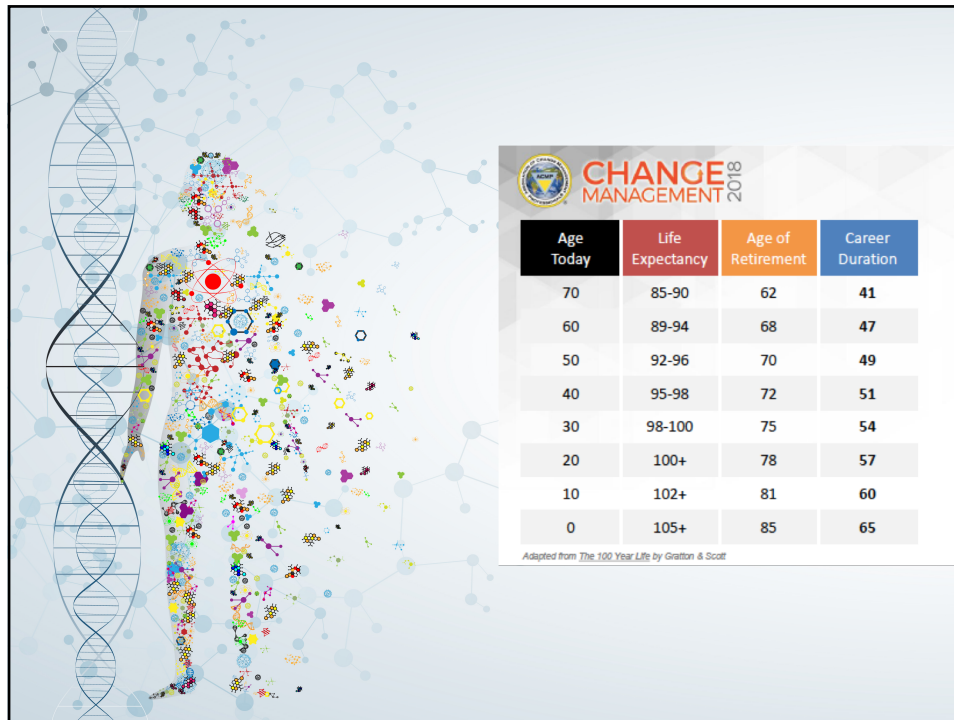 ACMP
CHANGE
MANAGEMENT
2018
Age Today Life Expectancy Age of Retirement Career Duration
70 85-90 62 41
60 89-94 68 47
50 92-96 70 49
40 95-98 72 51
30 98-100 75 54
20 100+ 78 57
10 102+ 81 60
0 105+ 85 65
Adapted from The 100 Year Life by Gratton & Scott